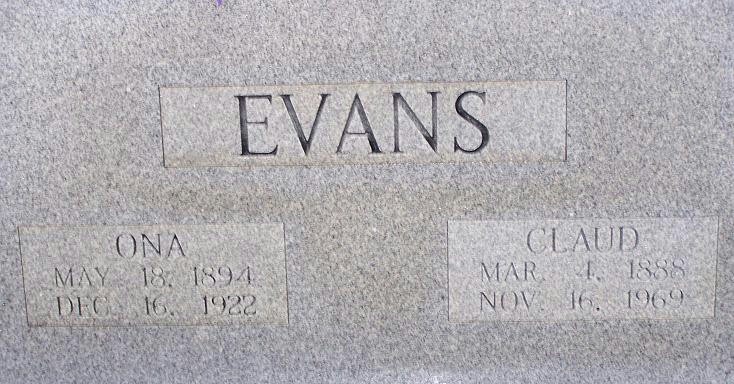 EVANS
ONA
MAY 18, 1894
DEC. 16, 1922
CLAUD
MAR. 4, 1888
NOV. 16, 1969